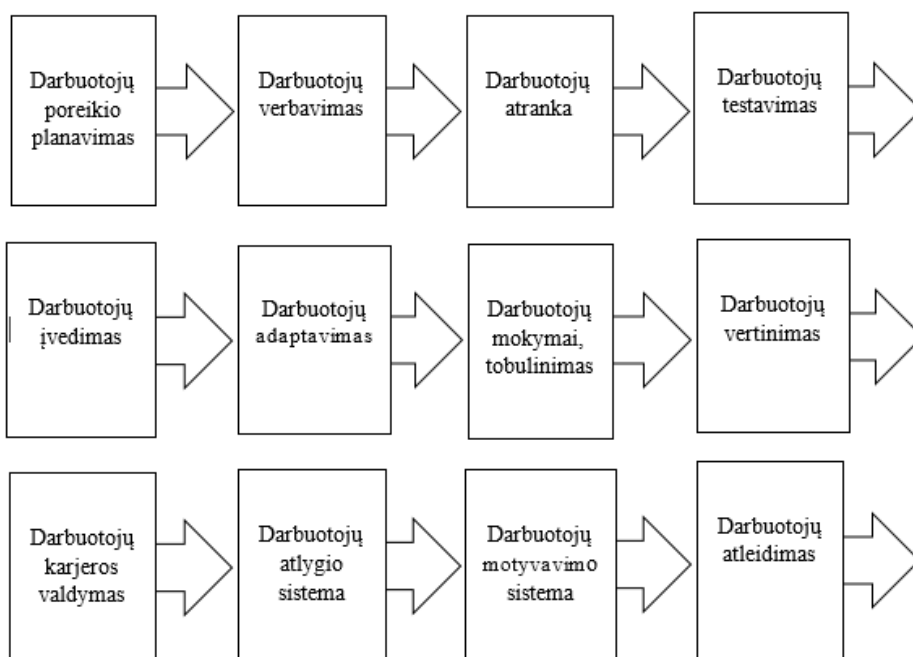 Darbuotojų
poreikio
planavimas
Darbuotojų
verbavimas
Darbuotojų
atranka
Darbuotojų
testavimas
Darbuotojų
įvedimas
Darbuotojų
adaptavimas
Darbuotojų
mokymai,
tobulinimas
Darbuotojų
vertinimas
Darbuotojų
karjeros
valdymas
Darbuotojų
atlygio
sistema
Darbuotojų
motyvavimo
sistema
Darbuotojų
atleidimas